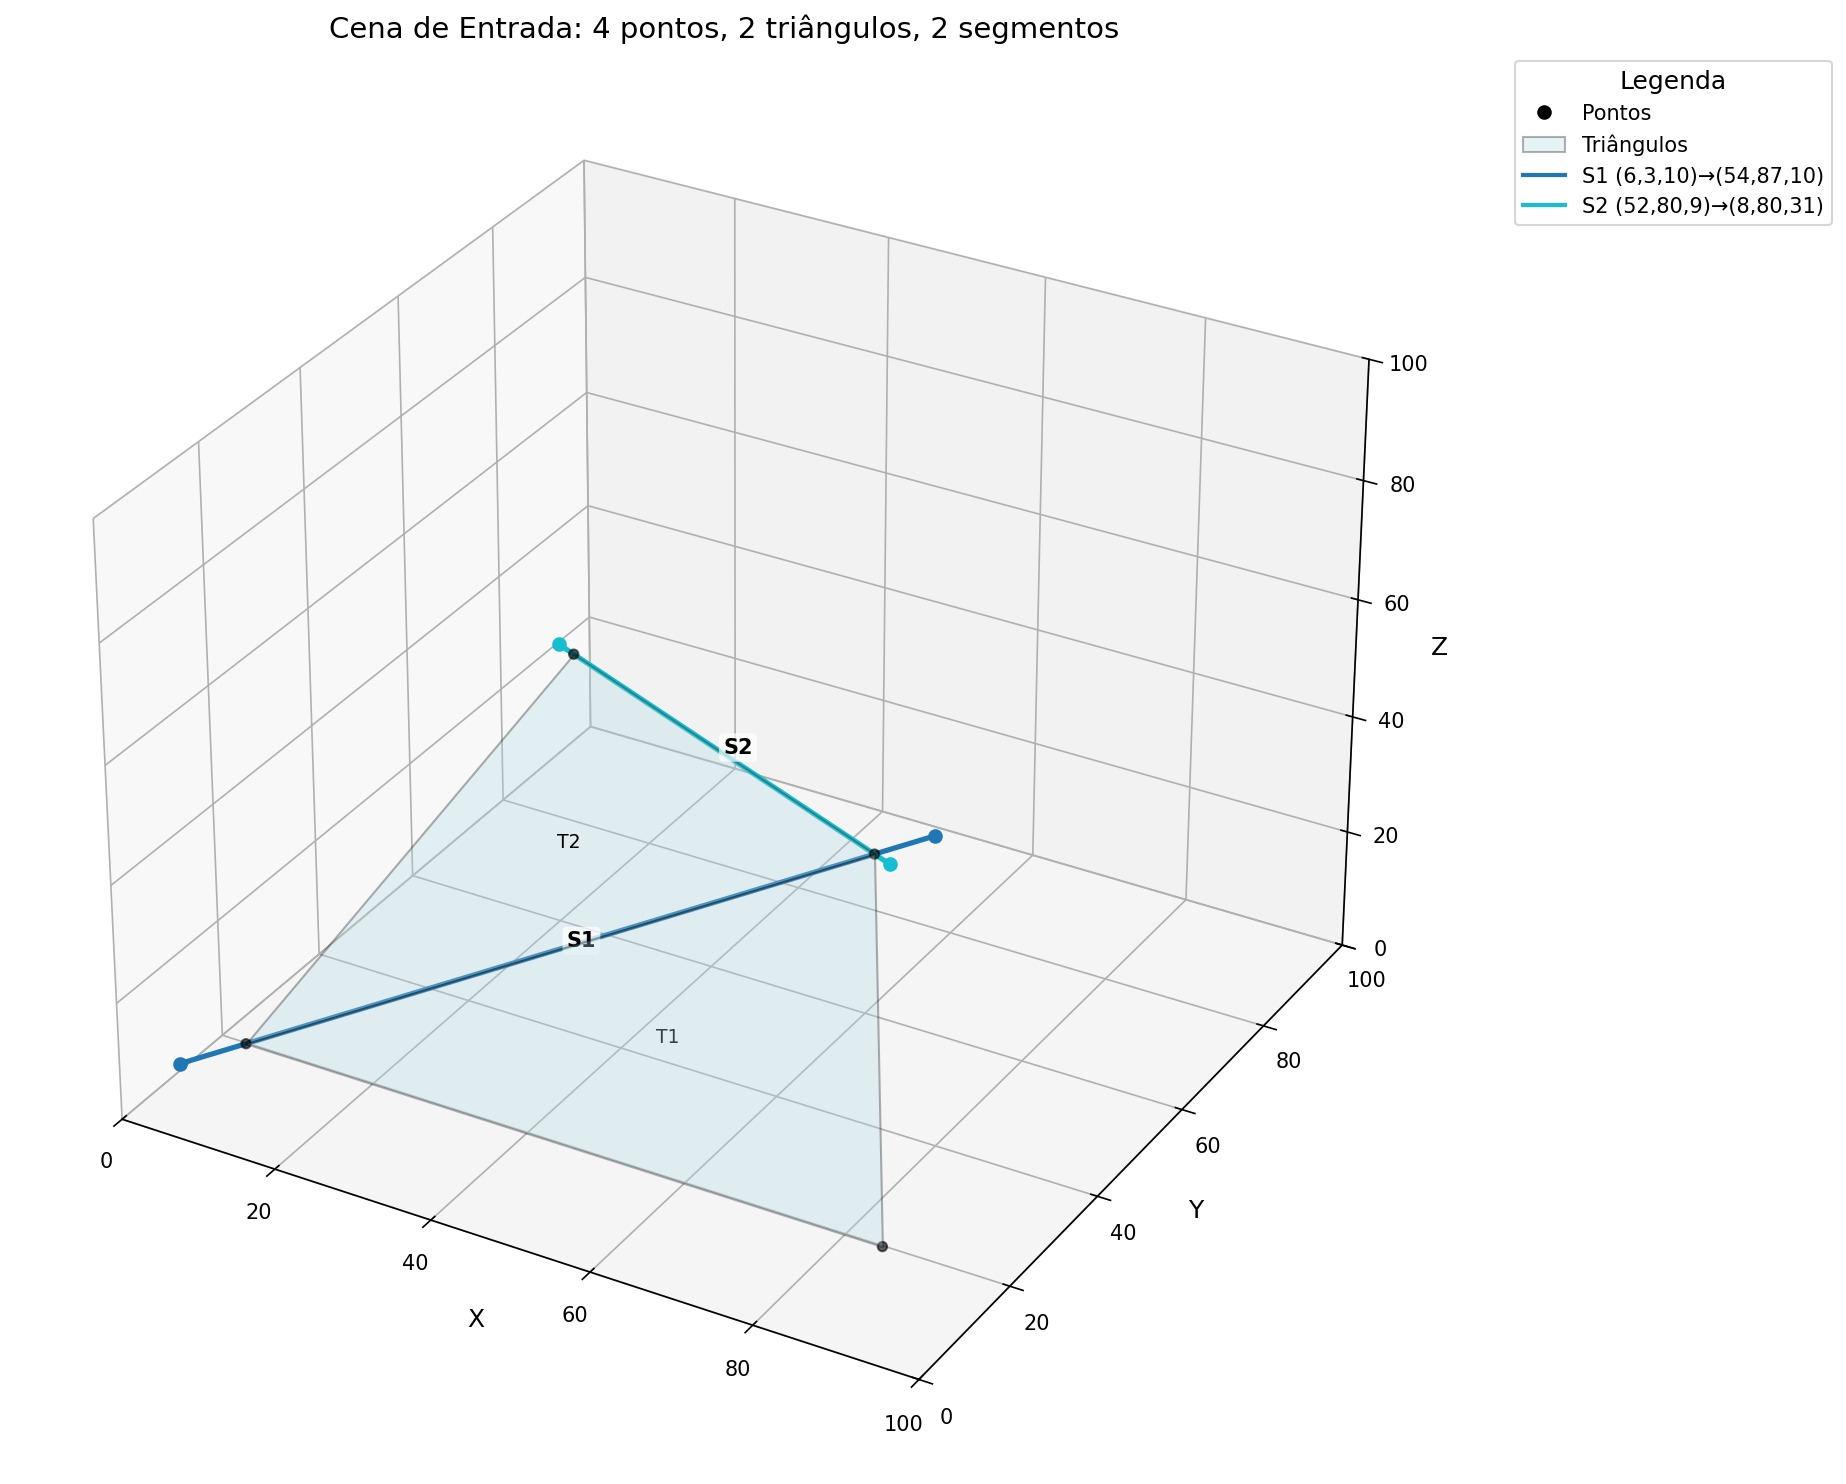 Cena de Entrada: 4 pontos, 2 triângulos, 2 segmentos
Legenda
Pontos
Triângulos
S1 (6,3,10)→(54,87,10)
S2 (52,80,9)→(8,80,31)
100
80
60
Z
40
20
0
S2
T2
S1
T1
100
80
60
Y
40
20
0
0
20
40
X
60
80
100